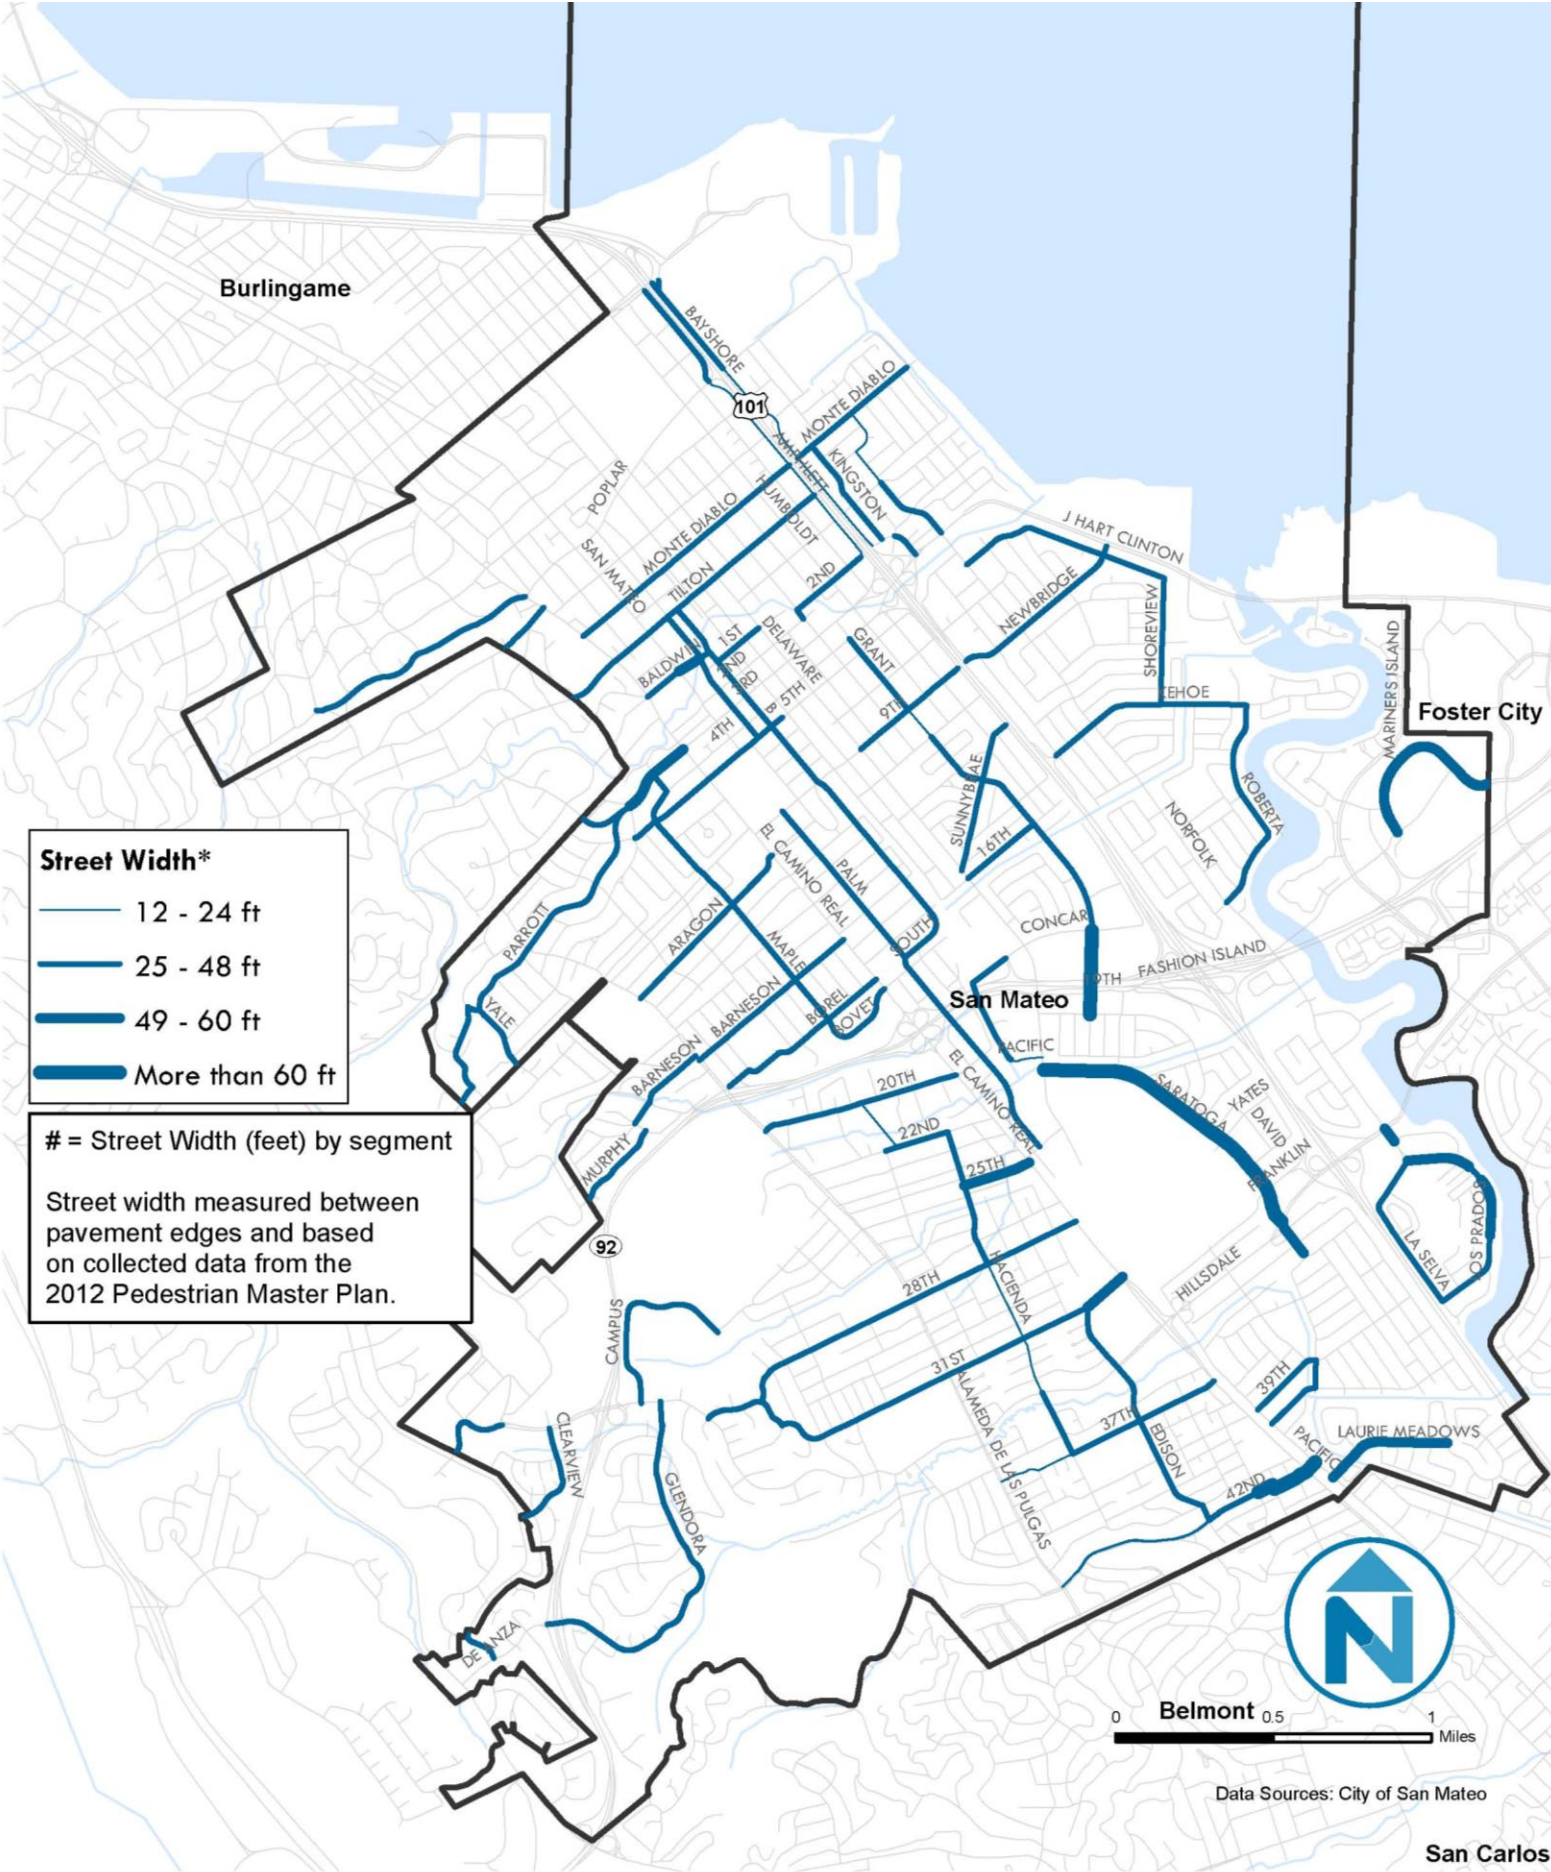 Burlingame
BAYSHORE
101
MONTE DIABLO
AMPHLETT
KINGSTON
POPLAR
HUMBOLDT
MONTE DIABLO
SAN MATEO
TILTON
2ND
J HART CLINTON
NEWBRIDGE
SHOREVIEW
1ST
DELAWARE
BALDWIN
2ND
3RD
GRANT
B
5TH
4TH
9TH
KEHOE
MARINERS ISLAND
Foster City
SUNNYBRAE
16TH
NORFOLK
ROBERTA
EL CAMINO REAL
PALM
PARROTT
ARAGON
MAPLE
SOUTH
CONCAR
19TH
FASHION ISLAND
YALE
BARNESON
BOREL
BOVET
San Mateo
BARNESON
PACIFIC
EL CAMINO REAL
20TH
22ND
25TH
SARATOGA
YATES
DAVID
FRANKLIN
MURPHY
92
LOS PRADOS
LA SELVA
HACIENDA
28TH
HILLSDALE
CAMPUS
31ST
ALAMEDA DE LAS PULGAS
39TH
37TH
EDISON
PACIFIC
LAURIE MEADOWS
42ND
CLEARVIEW
GLENDORA
DE ANZA
Street Width*
12 - 24 ft
25 - 48 ft
49 - 60 ft
More than 60 ft
# = Street Width (feet) by segment
Street width measured between
pavement edges and based
on collected data from the
2012 Pedestrian Master Plan.
N
Belmont
0 0.5 1
Miles
Data Sources: City of San Mateo
San Carlos